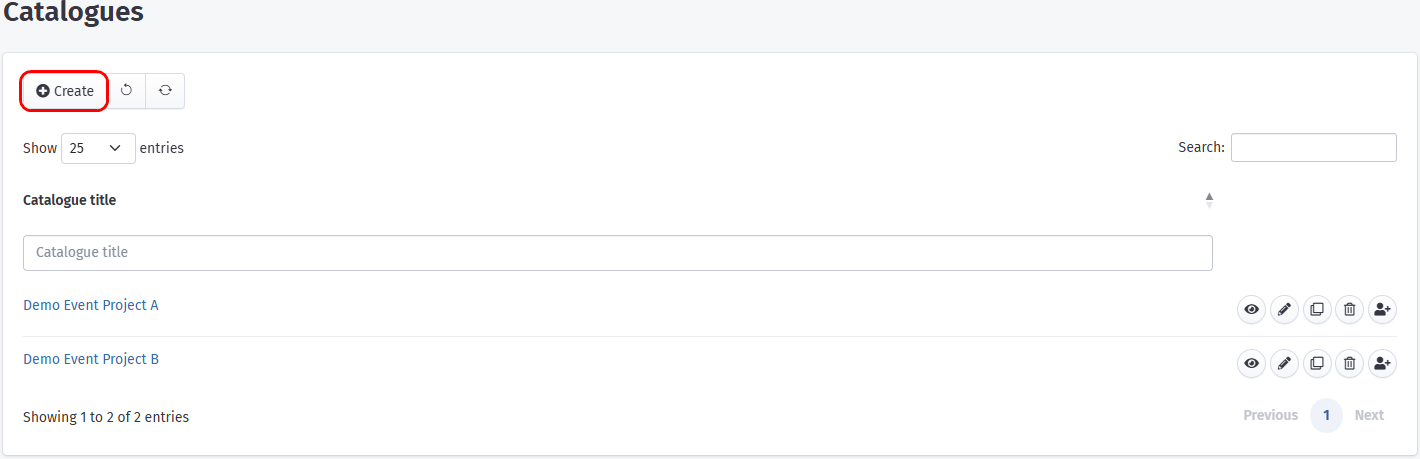 Catalogues
Create
Show 25 entries
Search:
Catalogue title
Catalogue title
Demo Event Project A
Demo Event Project B
Showing 1 to 2 of 2 entries
Previous 1 Next